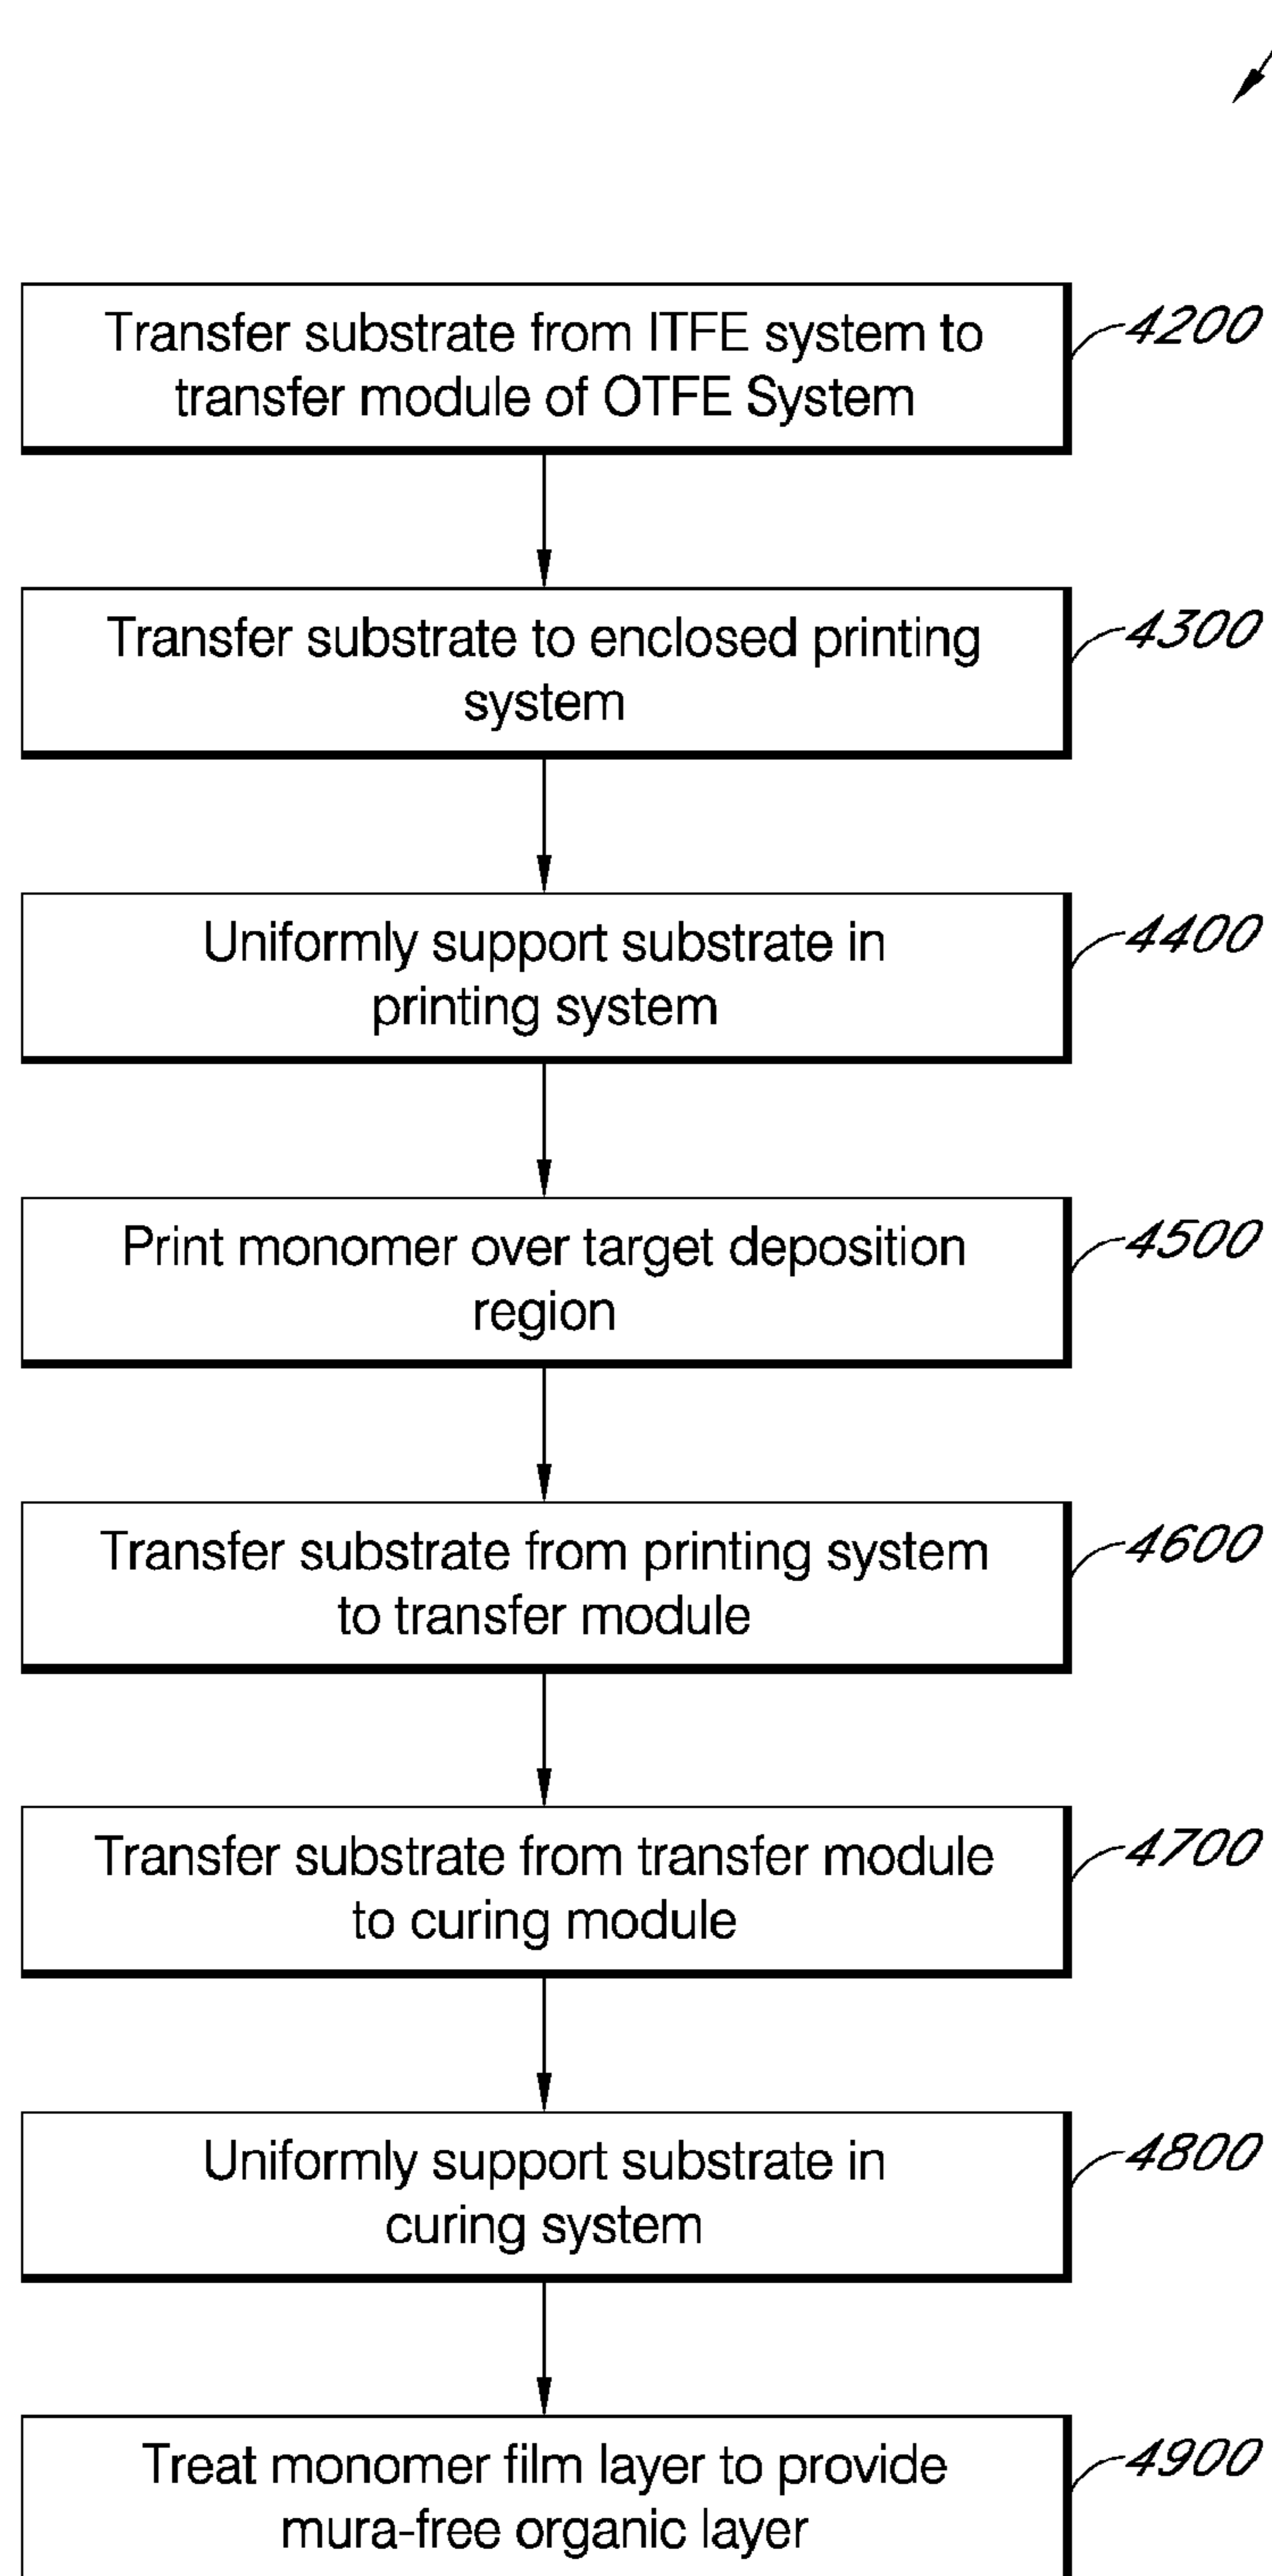 Transfer substrate from ITFE system to
transfer module of OTFE System
4200
Transfer substrate to enclosed printing
system
4300
Uniformly support substrate in
printing system
4400
Print monomer over target deposition
region
4500
Transfer substrate from printing system
to transfer module
4600
Transfer substrate from transfer module
to curing module
4700
Uniformly support substrate in
curing system
4800
Treat monomer film layer to provide
mura-free organic layer
4900